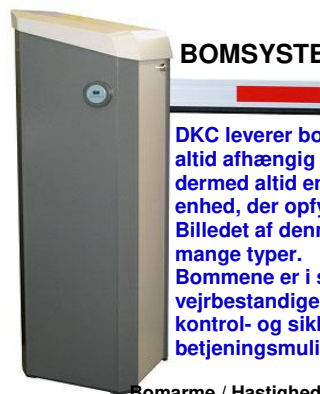 BOMSYSTE
DKC leverer bo
altid afhængig
dermed altid en
enhed, der opfy
Billedet af denn
mange typer.
Bommene er i s
vejrbestandige
kontrol- og sik
betjeningsmuli
Bomarme / Hastighed